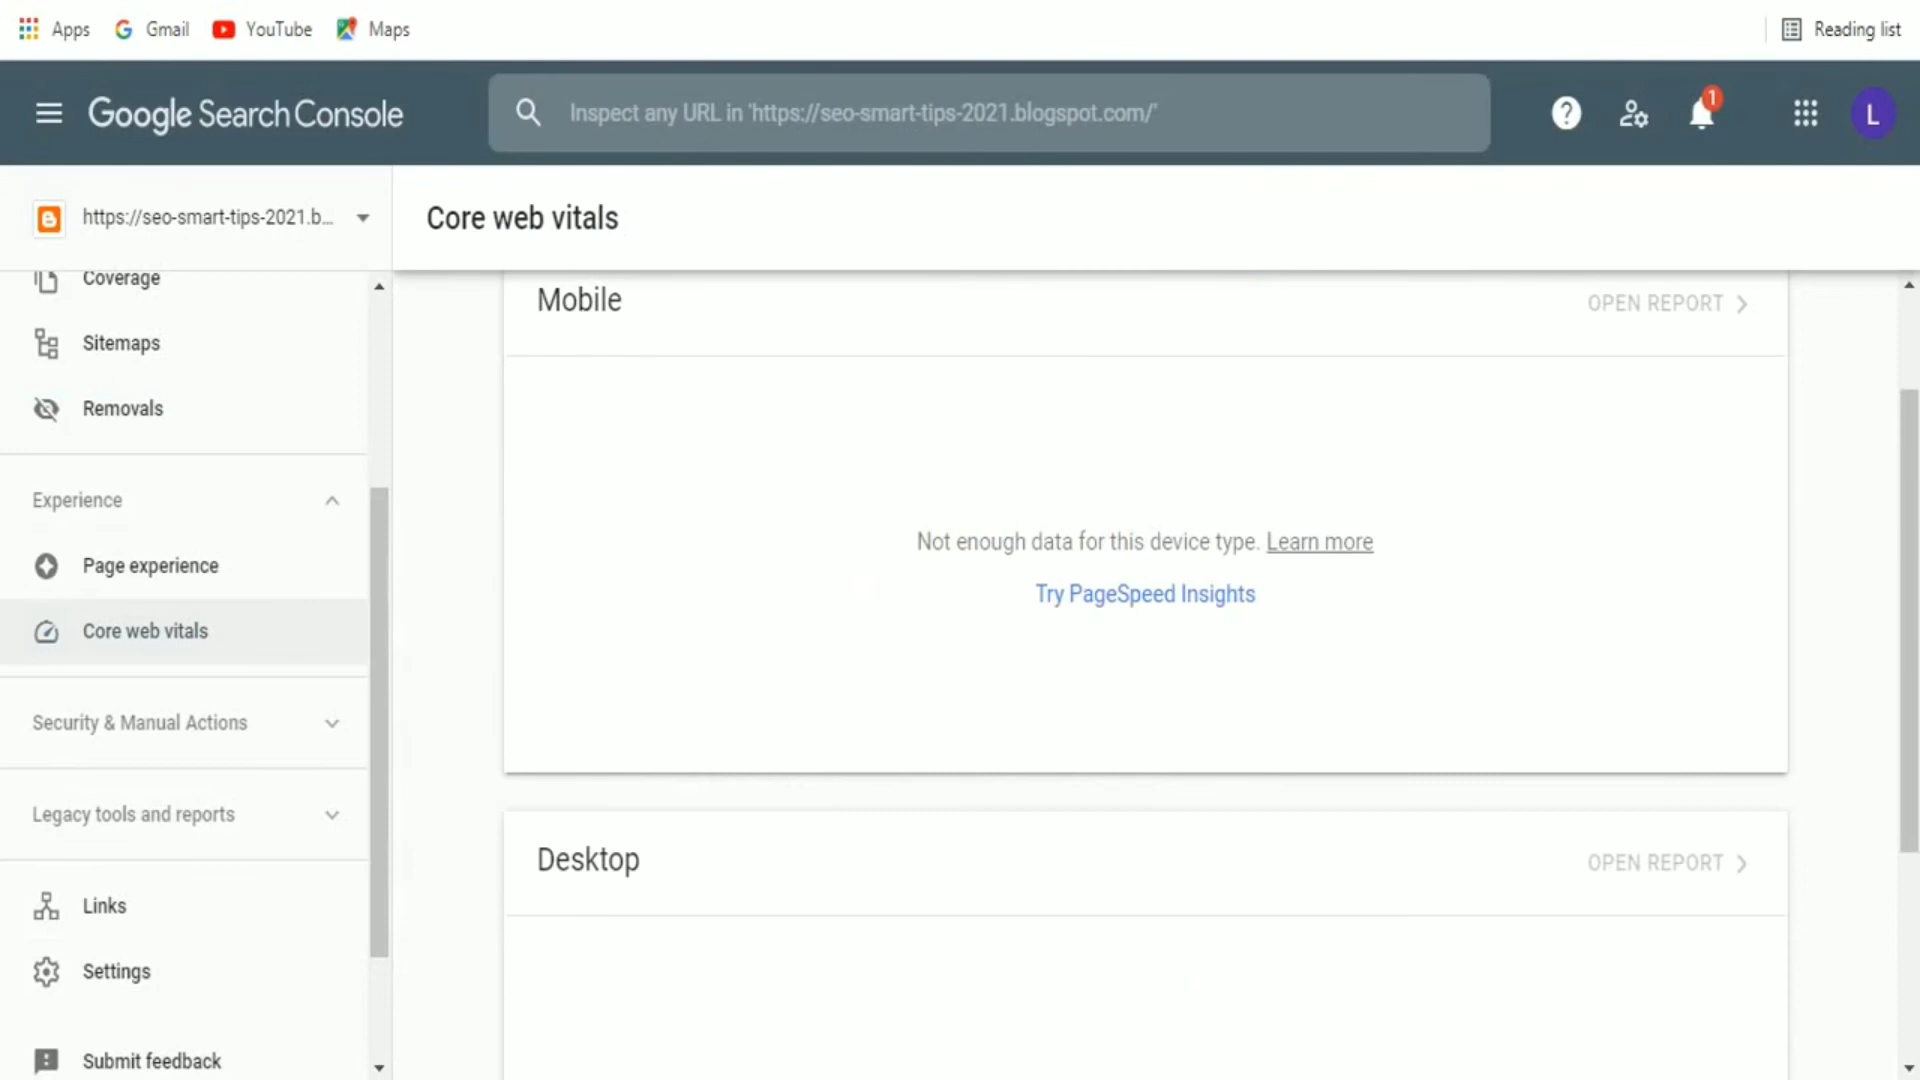 Apps Gmail YouTube Maps Reading list
Google Search Console Inspect any URL in 'https://seo-smart-tips-2021.blogspot.com/' ? 1 L
https://seo-smart-tips-2021.b... Core web vitals
Coverage
Sitemaps
Removals
Experience
Page experience
Core web vitals
Security & Manual Actions
Legacy tools and reports
Links
Settings
Submit feedback
Mobile OPEN REPORT
Not enough data for this device type. Learn more
Try PageSpeed Insights
Desktop OPEN REPORT